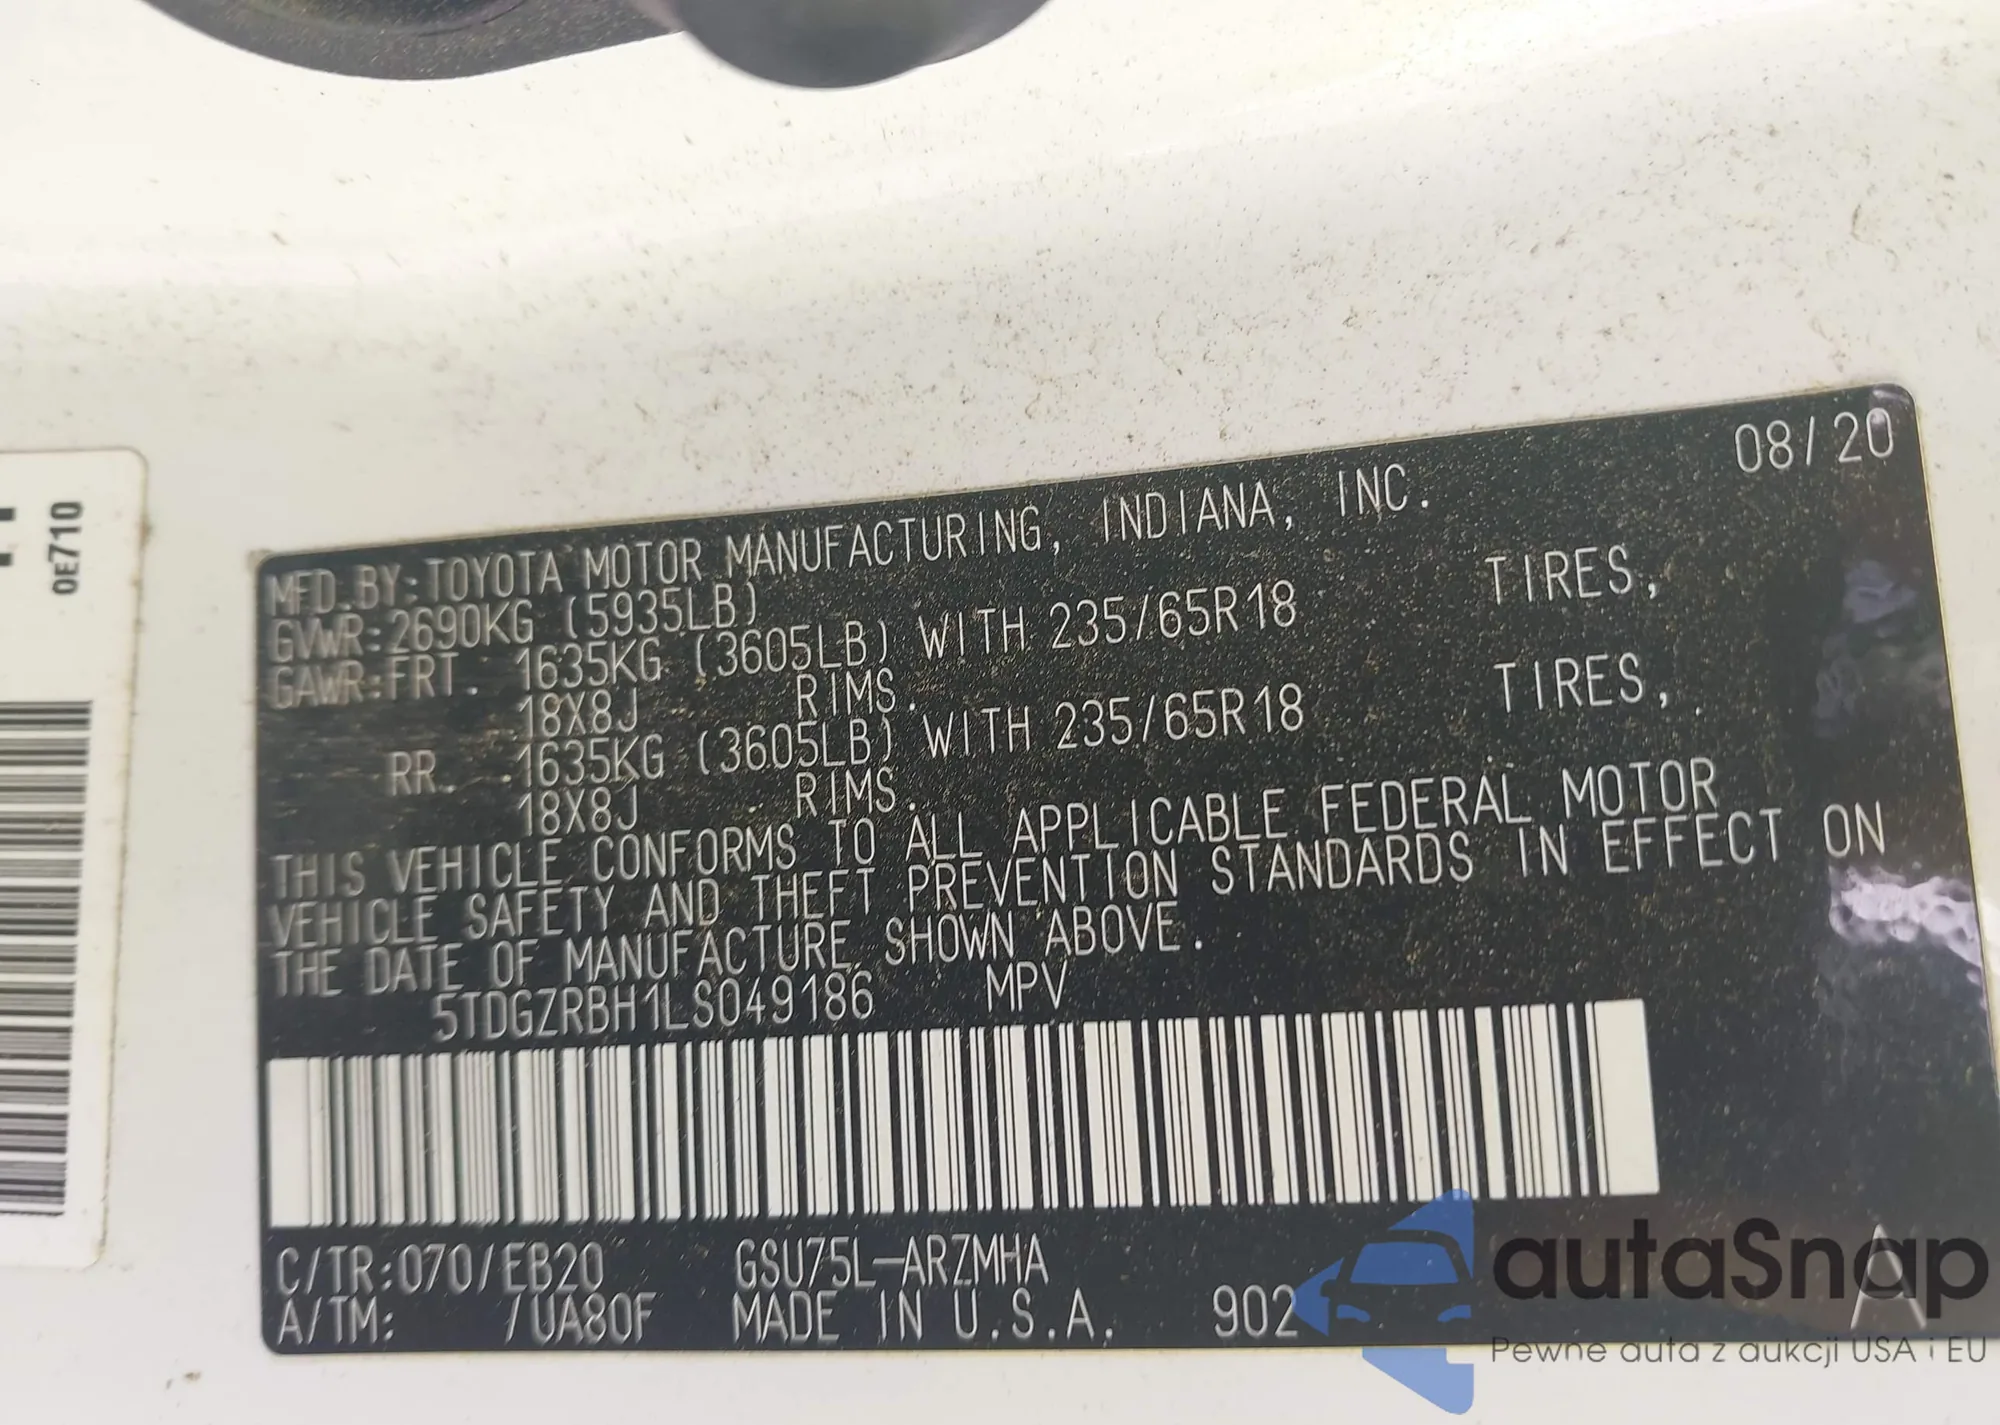 0E710
08/20
MFD.BY:TOYOTA MOTOR MANUFACTURING, INDIANA, INC.
GVWR:2690KG (5935LB)
GAWR:FRT. 1635KG (3605LB) WITH 235/65R18 TIRES,
18X8J RIMS.
RR. 1635KG (3605LB) WITH 235/65R18 TIRES,
18X8J RIMS.
THIS VEHICLE CONFORMS TO ALL APPLICABLE FEDERAL MOTOR
VEHICLE SAFETY AND THEFT PREVENTION STANDARDS IN EFFECT ON
THE DATE OF MANUFACTURE SHOWN ABOVE.
5TDGZRBH1LS049186 MPV
C/TR:070/EB20 GSU75L-ARZMHA
A/TM: /UA80F MADE IN U.S.A. 902 A
autaSnap
Pewne auta z aukcji USA i EU